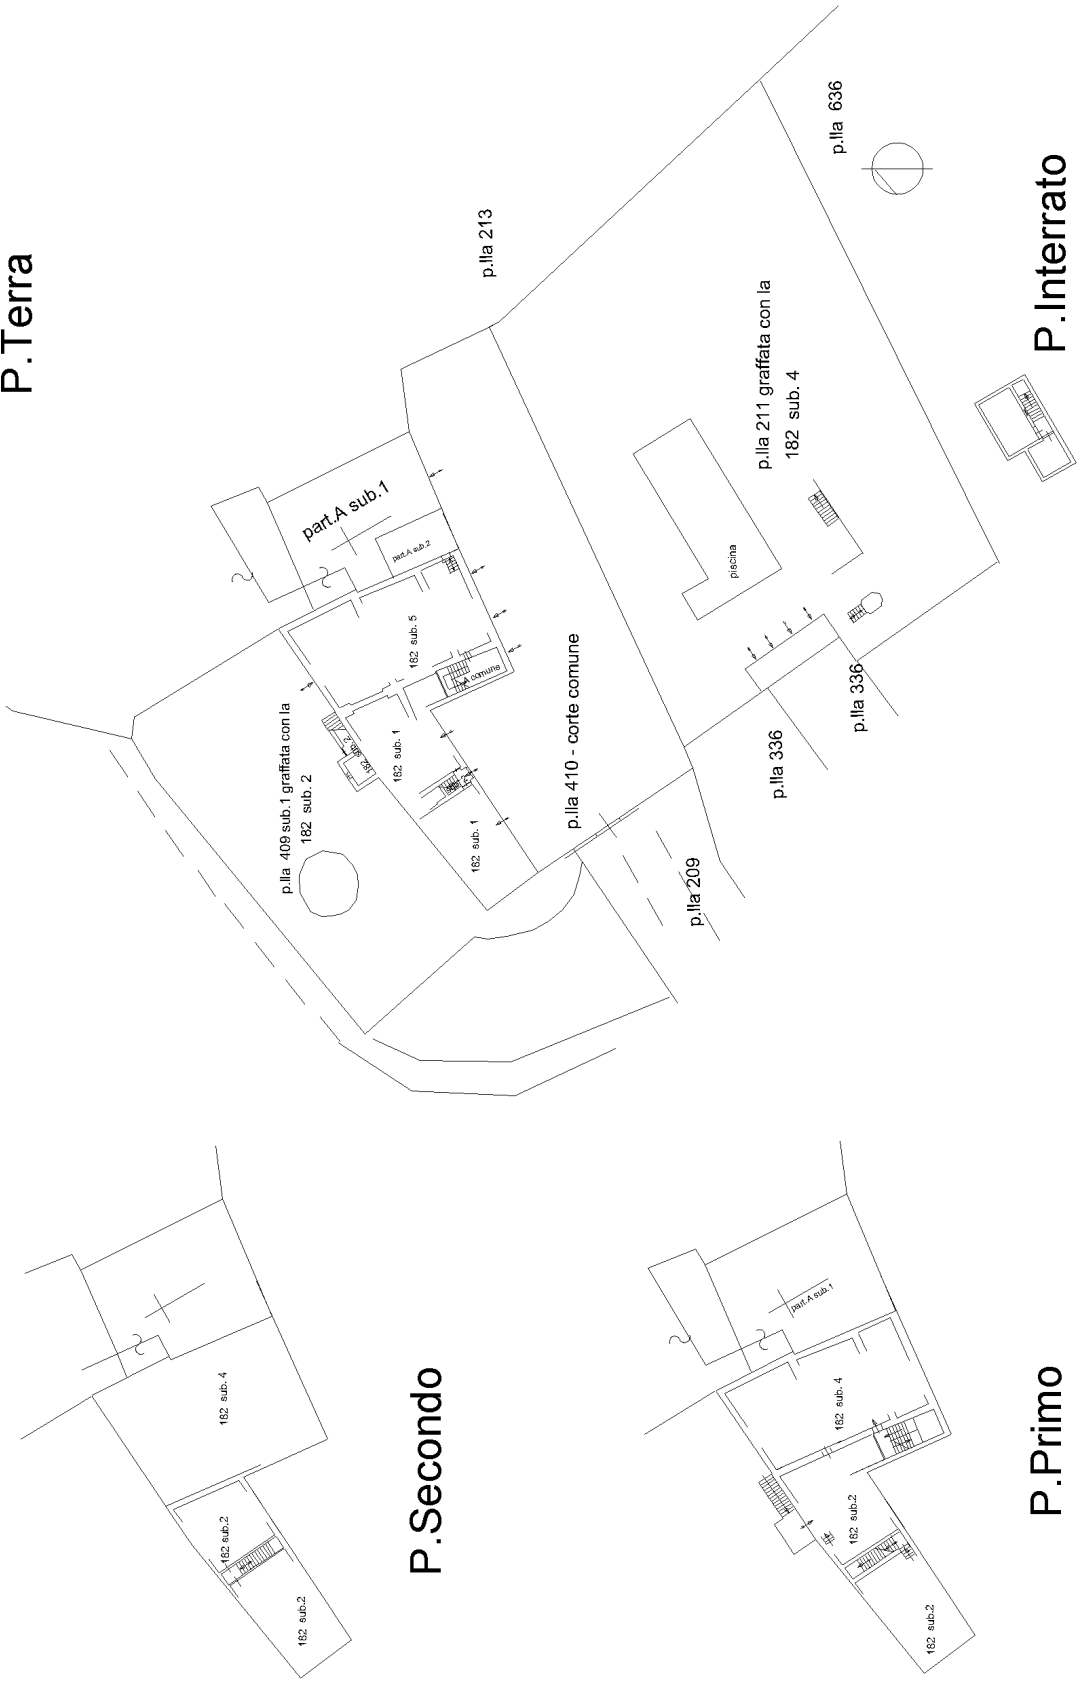 P.Terra
p.lla 636
p.lla 213
P.Interrato
p.lla 211 graffata con la
182 sub. 4
part.A sub.1
part.A sub.2
piscina
182 sub. 5
A comune
p.lla 410 - corte comune
p.lla 409 sub.1 graffata con la
182 sub. 2
182 sub. 2
182 sub. 1
182 sub. 1
p.lla 336
p.lla 336
p.lla 209
P.Secondo
182 sub. 4
182 sub.2
182 sub.2
P.Primo
part.A sub.1
182 sub. 4
182 sub.2
182 sub.2